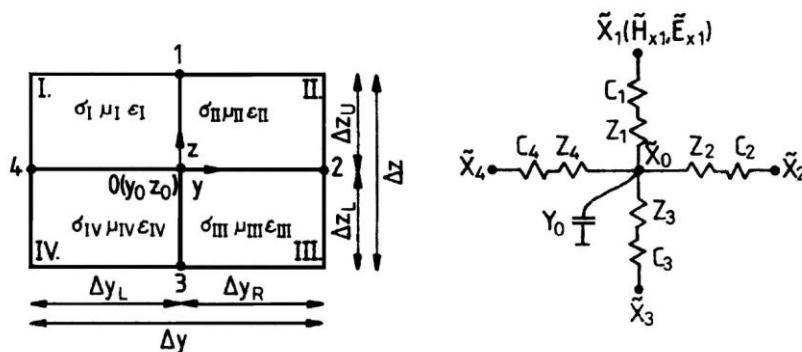 1
I.
II.
σI μI εI
σII μII εII
z
4
2
0(y0 z0)
y
σIV μIV εIV
σIII μIII εIII
IV.
III.
3
ΔzU
ΔzL
Δz
ΔyL
ΔyR
Δy
X̃1(H̃x1,Ẽx1)
C1
Z1
X̃4
C4
Z4
X̃0
Z2
C2
X̃2
Y0
Z3
C3
X̃3